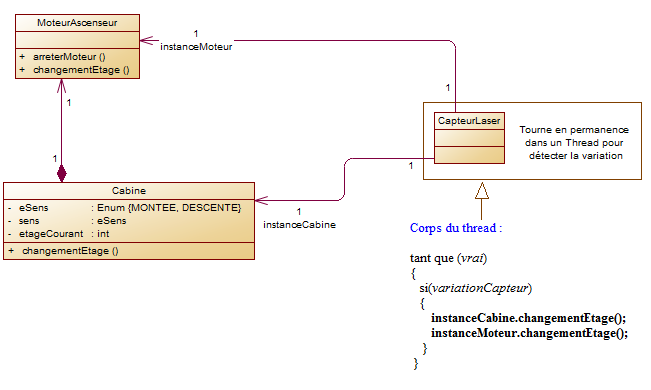 MoteurAscenseur
+ arreterMoteur ()
+ changementEtage ()
1
instanceMoteur
1
1
1
CapteurLaser
Tourne en permanence
dans un Thread pour
détecter la variation
1
1
instanceCabine
Cabine
- eSens : Enum {MONTEE, DESCENTE}
- sens : eSens
- etageCourant : int
+ changementEtage ()
Corps du thread :
tant que (vrai)
{
si(variationCapteur)
{
instanceCabine.changementEtage();
instanceMoteur.changementEtage();
}
}